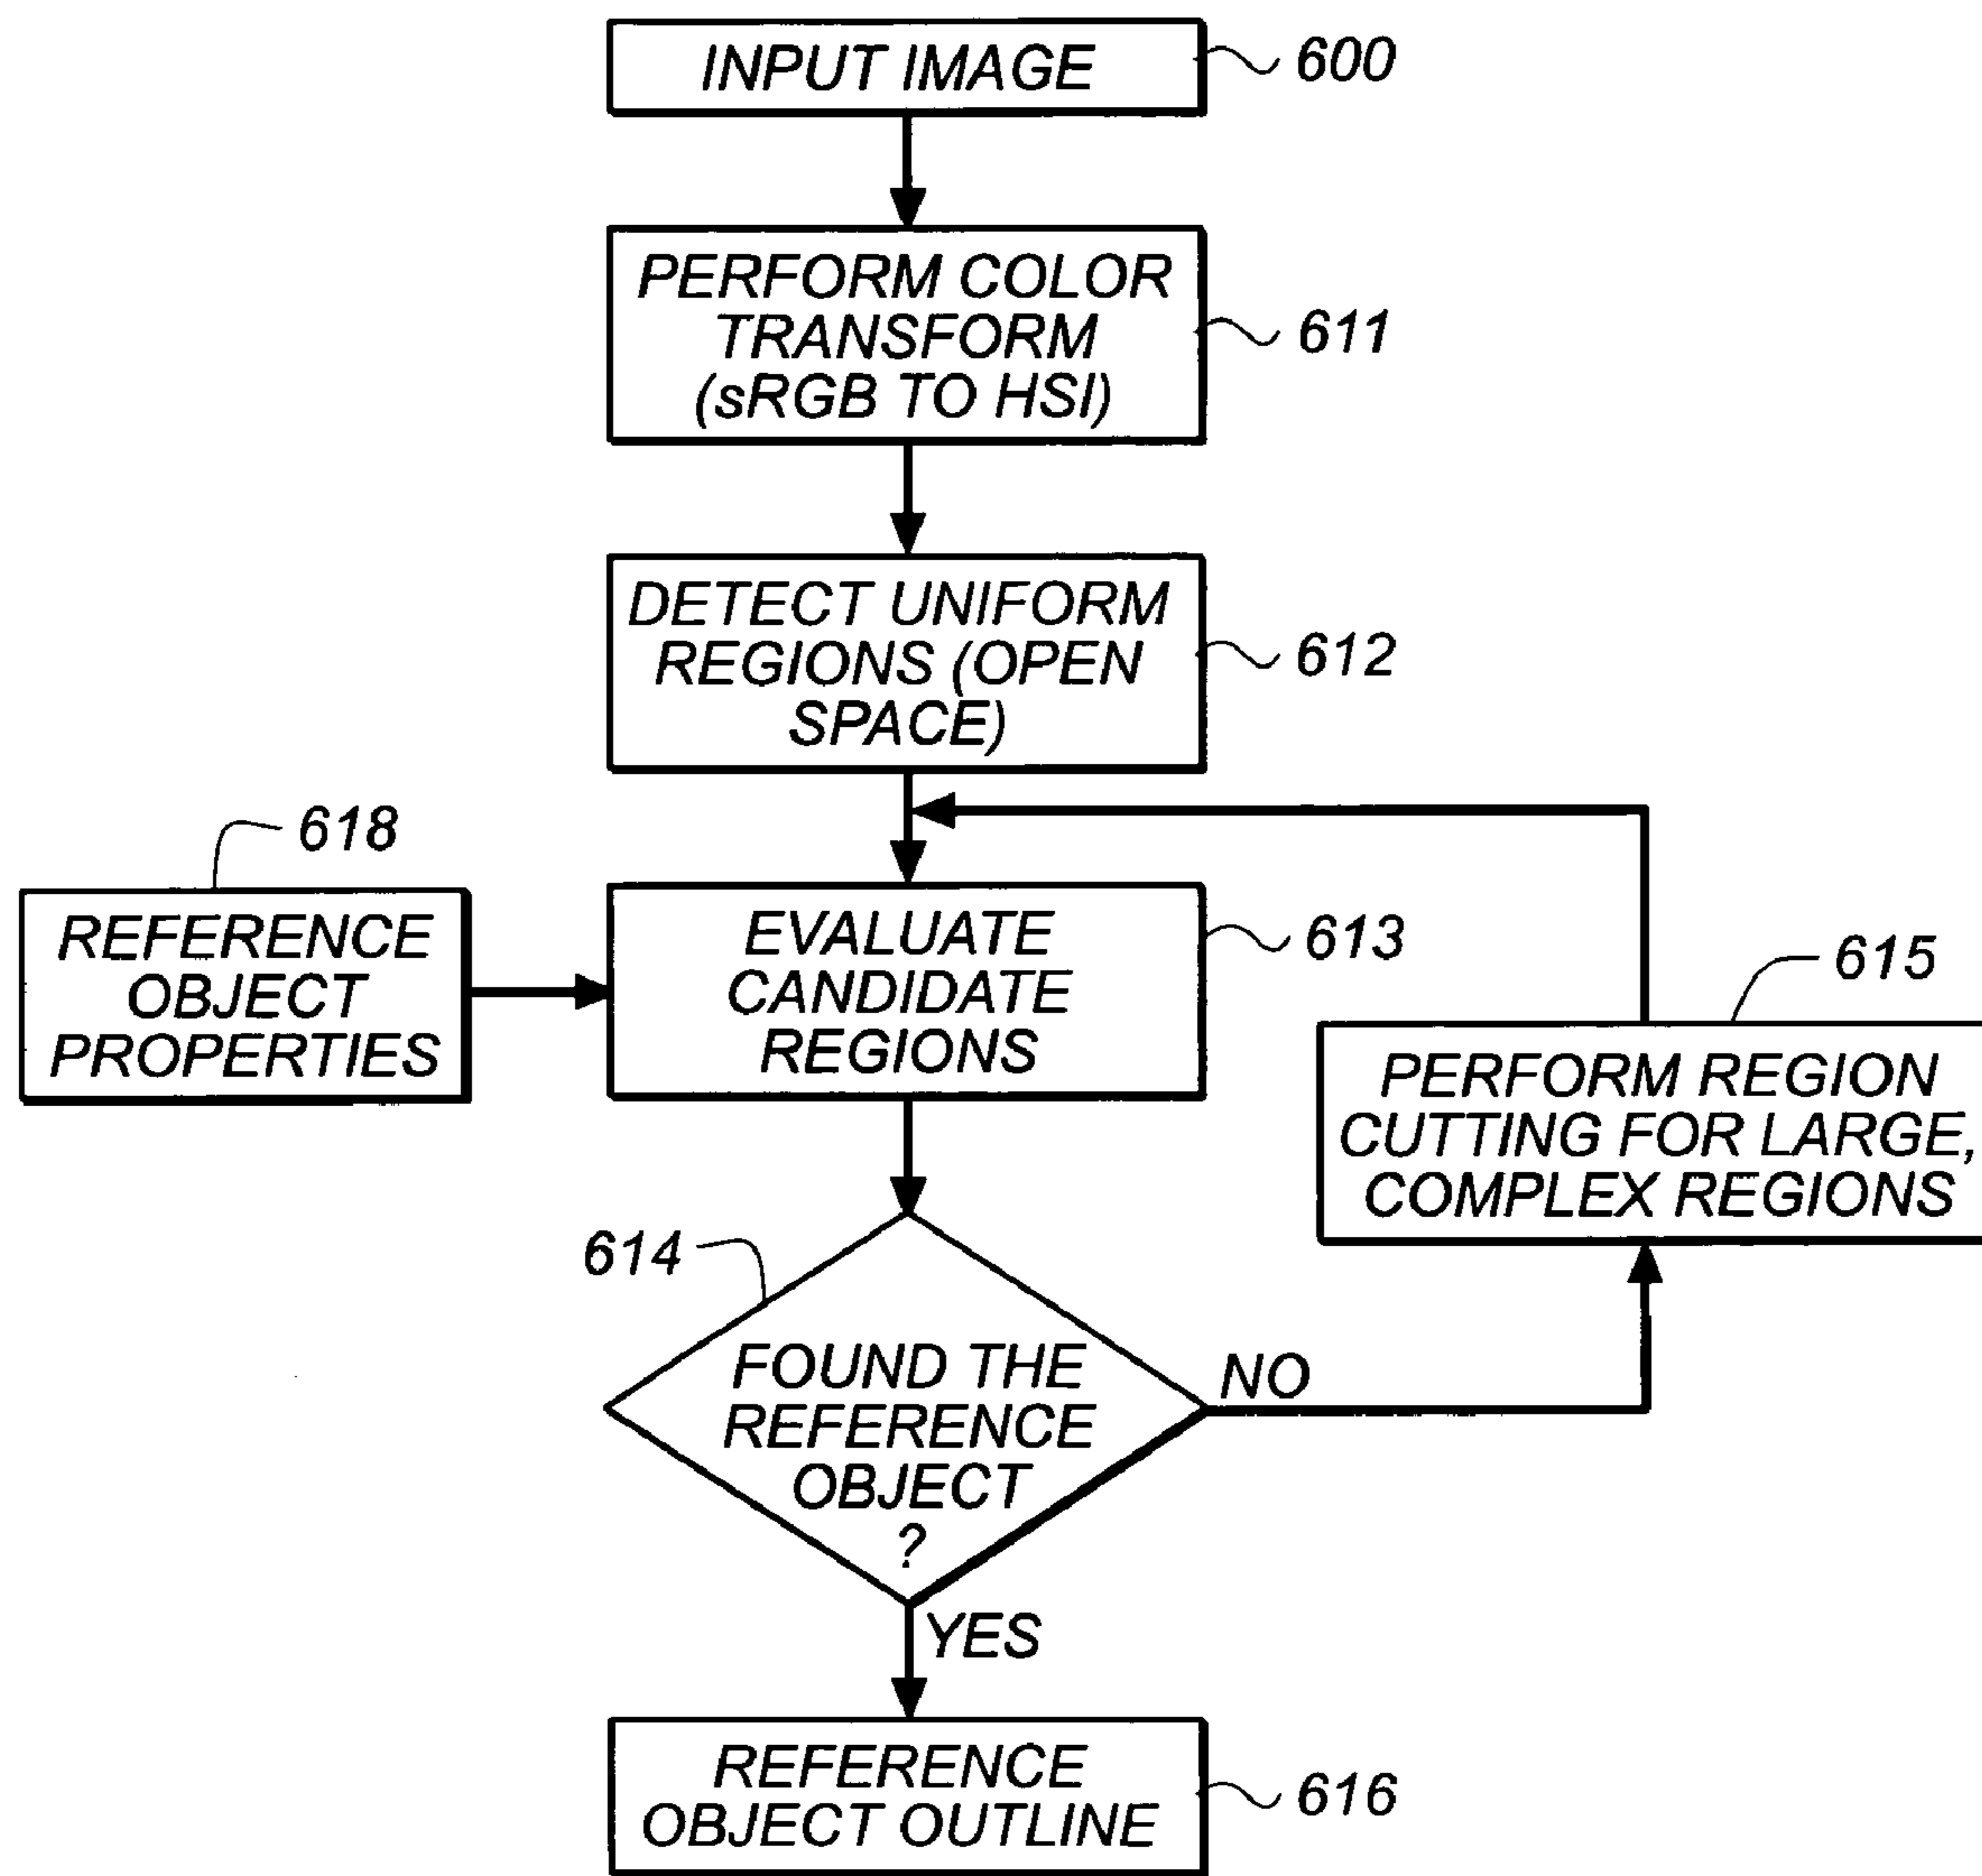 INPUT IMAGE
600
PERFORM COLOR
TRANSFORM
(sRGB TO HSI)
611
DETECT UNIFORM
REGIONS (OPEN
SPACE)
612
618
REFERENCE
OBJECT
PROPERTIES
EVALUATE
CANDIDATE
REGIONS
613
615
PERFORM REGION
CUTTING FOR LARGE,
COMPLEX REGIONS
614
FOUND THE
REFERENCE
OBJECT
?
NO
YES
REFERENCE
OBJECT OUTLINE
616